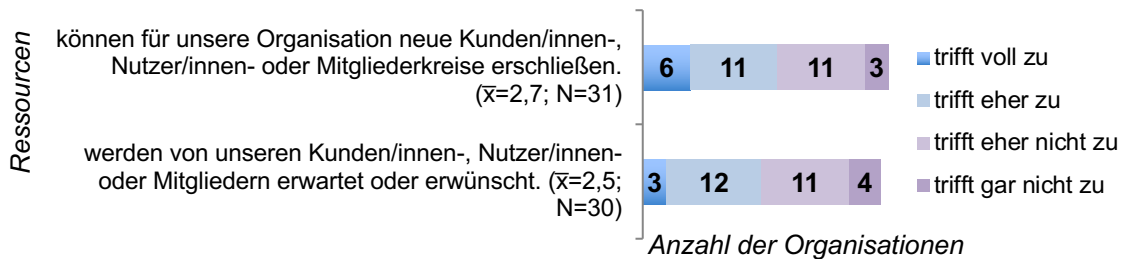 Ressourcen
können für unsere Organisation neue Kunden/innen-,
Nutzer/innen- oder Mitgliederkreise erschließen.
(x̅=2,7; N=31)
6 11 11 3
werden von unseren Kunden/innen-, Nutzer/innen-
oder Mitgliedern erwartet oder erwünscht. (x̅=2,5;
N=30)
3 12 11 4
trifft voll zu
trifft eher zu
trifft eher nicht zu
trifft gar nicht zu
Anzahl der Organisationen